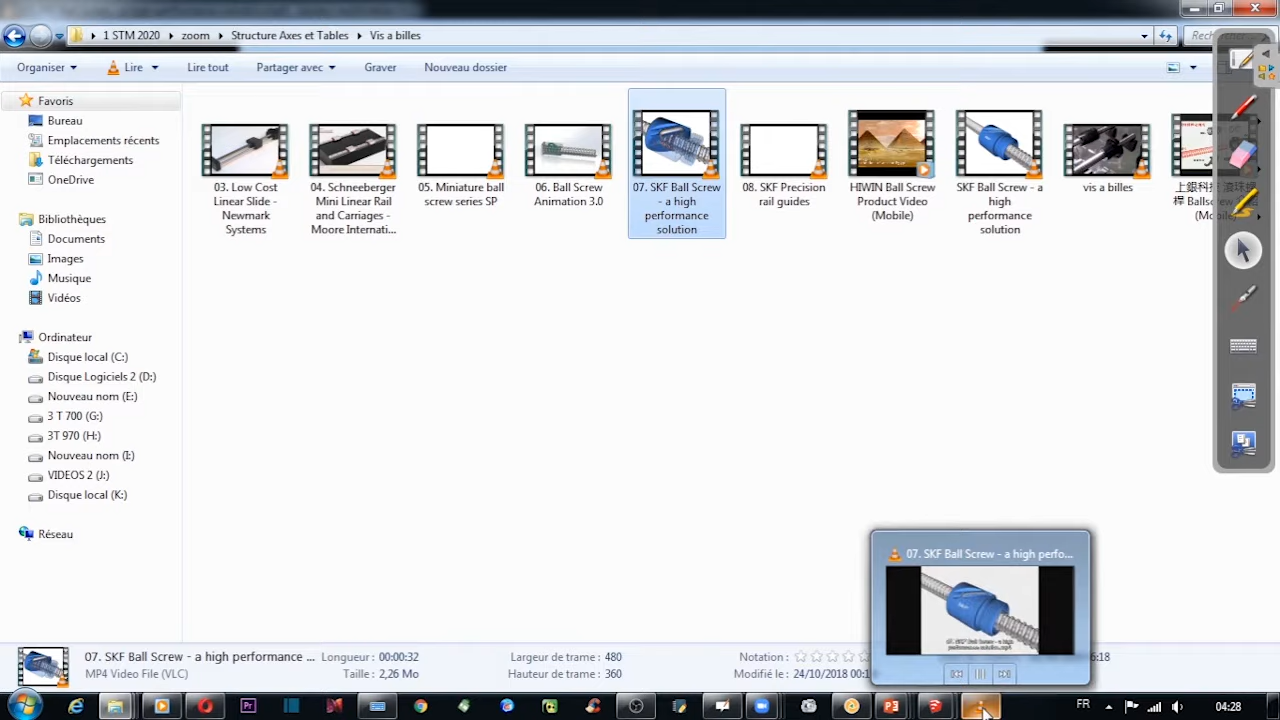 1 STM 2020 zoom Structure Axes et Tables Vis a billes
Organiser Lire Lire tout Partager avec Graver Nouveau dossier
Favoris
Bureau
Emplacements récents
Téléchargements
OneDrive
Bibliothèques
Documents
Images
Musique
Vidéos
Ordinateur
Disque local (C:)
Disque Logiciels 2 (D:)
Nouveau nom (E:)
3 T 700 (G:)
3T 970 (H:)
Nouveau nom (I:)
VIDEOS 2 (J:)
Disque local (K:)
Réseau
03. Low Cost
Linear Slide -
Newmark
Systems
04. Schneeberger
Mini Linear Rail
and Carriages -
Moore Internati...
05. Miniature ball
screw series SP
06. Ball Screw
Animation 3.0
07. SKF Ball Screw
- a high
performance
solution
08. SKF Precision
rail guides
HIWIN Ball Screw
Product Video
(Mobile)
SKF Ball Screw - a
high
performance
solution
vis a billes
07. SKF Ball Screw - a high perfo...
07. SKF Ball Screw - a high performance ...
MP4 Video File (VLC)
Longueur: 00:00:32
Taille: 2,26 Mo
Largeur de trame: 480
Hauteur de trame: 360
Notation:
Modifié le: 24/10/2018
FR 04:28